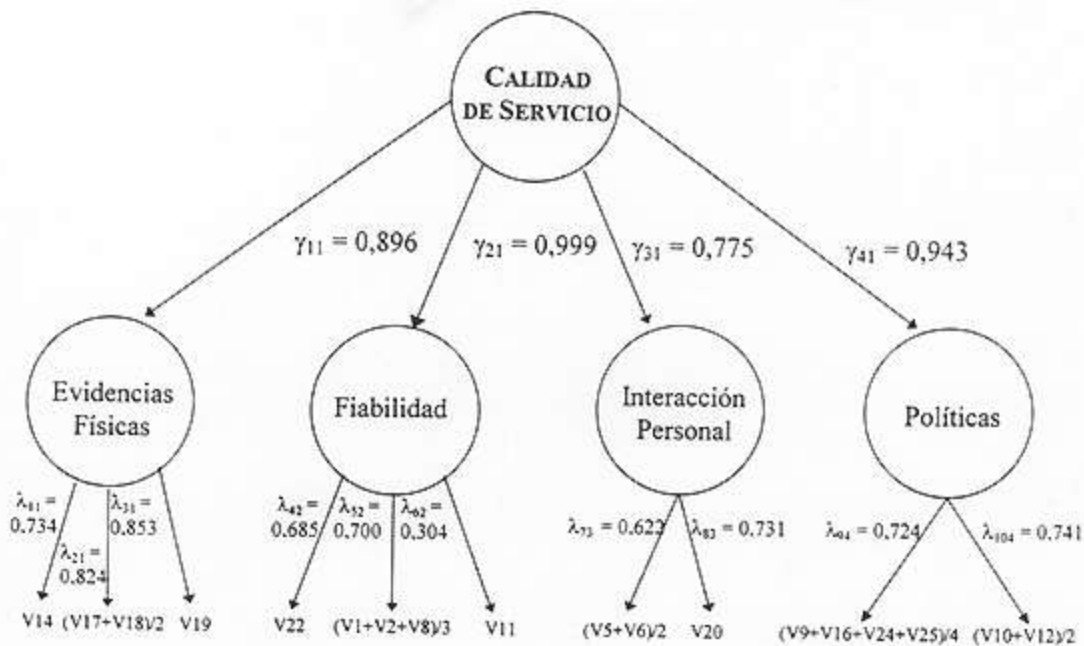 CALIDAD
DE SERVICIO
γ11 = 0,896
γ21 = 0,999
γ31 = 0,775
γ41 = 0,943
Evidencias
Físicas
Fiabilidad
Interacción
Personal
Políticas
λ11 =
0.734
λ21 =
0.824
λ31 =
0.853
λ42 =
0.685
λ52 =
0.700
λ62 =
0.304
λ73 = 0.622
λ83 = 0.731
λ94 = 0.724
λ104 = 0.741
V14 (V17+V18)/2 V19
V22 (V1+V2+V8)/3 V11
(V5+V6)/2 V20
(V9+V16+V24+V25)/4 (V10+V12)/2